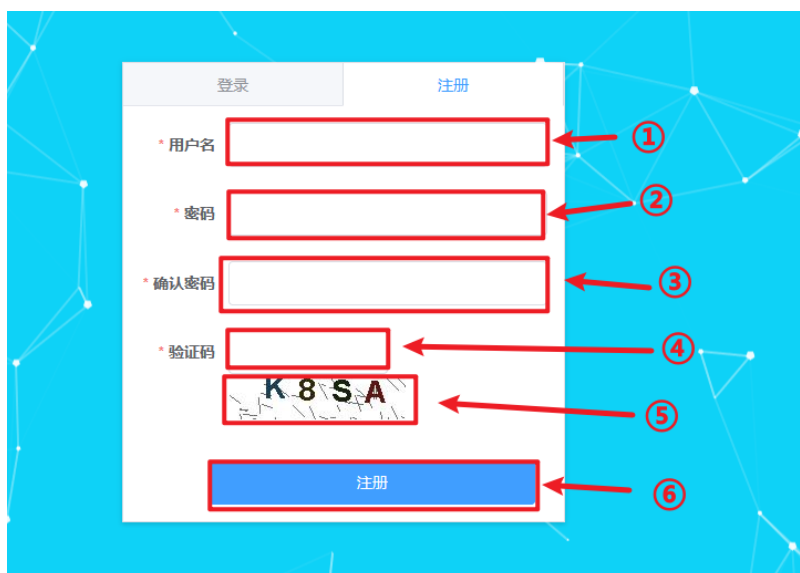 登录 注册
* 用户名 ①
* 密码 ②
* 确认密码 ③
* 验证码 ④
K8SA ⑤
注册 ⑥